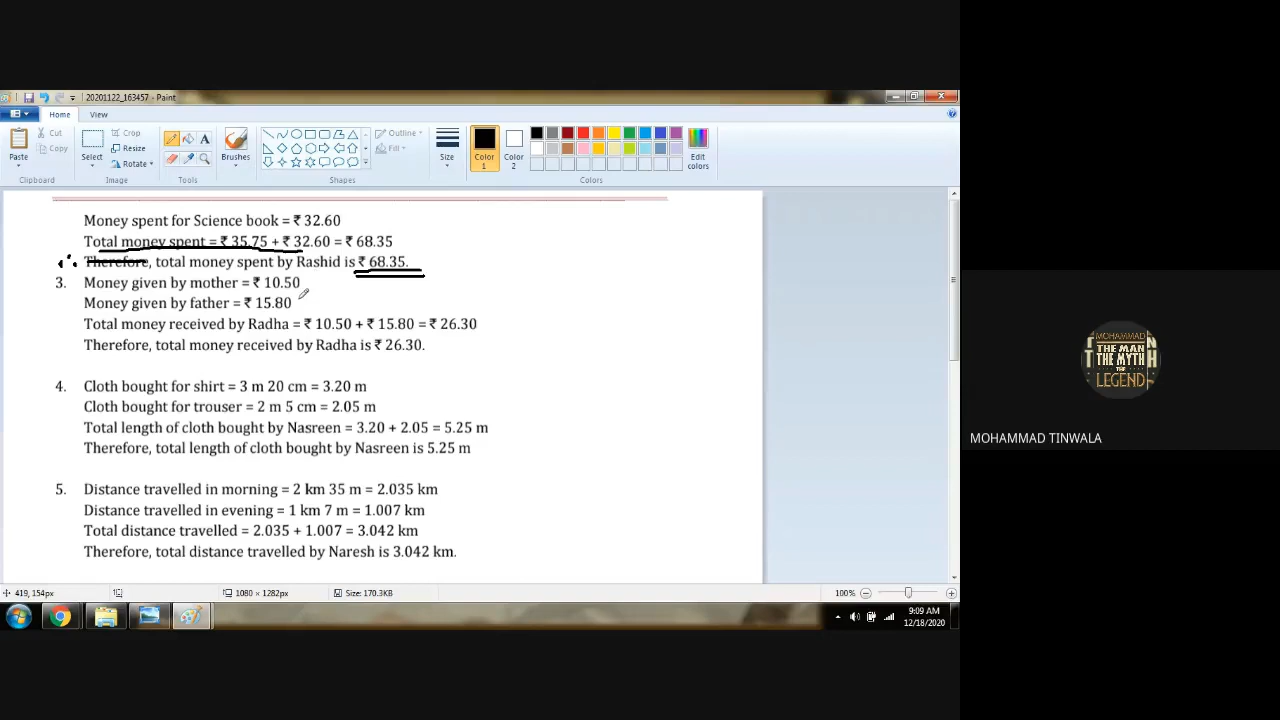 20201122_163457 - Paint
Home
View
Paste
Cut
Copy
Select
Crop
Resize
Rotate
Brushes
Outline
Fill
Size
Color
1
Color
2
Edit
colors
Clipboard
Image
Tools
Shapes
Colors
Money spent for Science book = ₹ 32.60
Total money spent = ₹ 35.75 + ₹ 32.60 = ₹ 68.35
Therefore, total money spent by Rashid is ₹ 68.35.
3. Money given by mother = ₹ 10.50
Money given by father = ₹ 15.80
Total money received by Radha = ₹ 10.50 + ₹ 15.80 = ₹ 26.30
Therefore, total money received by Radha is ₹ 26.30.
4. Cloth bought for shirt = 3 m 20 cm = 3.20 m
Cloth bought for trouser = 2 m 5 cm = 2.05 m
Total length of cloth bought by Nasreen = 3.20 + 2.05 = 5.25 m
Therefore, total length of cloth bought by Nasreen is 5.25 m
5. Distance travelled in morning = 2 km 35 m = 2.035 km
Distance travelled in evening = 1 km 7 m = 1.007 km
Total distance travelled = 2.035 + 1.007 = 3.042 km
Therefore, total distance travelled by Naresh is 3.042 km.
419, 154px
1080 × 1282px
Size: 170.3KB
100%
9:09 AM
12/18/2020
MOHAMMAD
THE MAN
THE MYTH
THE
LEGEND
MOHAMMAD TINWALA